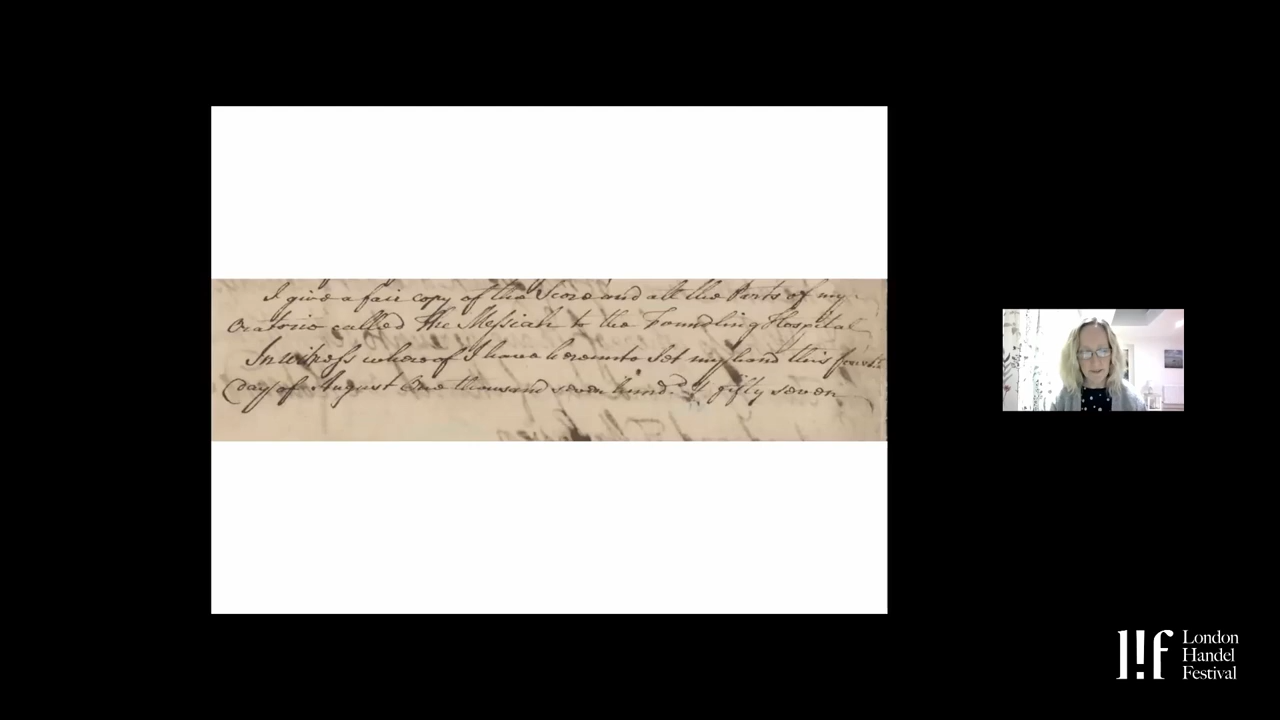 I give a fair copy of the Score and all the Parts of my
Oratorio called The Messiah to the Foundling Hospital
In witness whereof I have hereunto Set my hand this fourth
day of August One thousand seven hund.d & fifty seven
l!f London
Handel
Festival